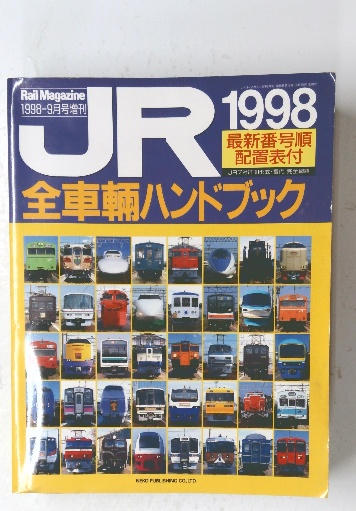 Rail Magazine
1998-9月号増刊
JR
1998
最新番号順
配置表付
全車輛ハンドブック
NEKO PUBLISHING CO.,LTD.